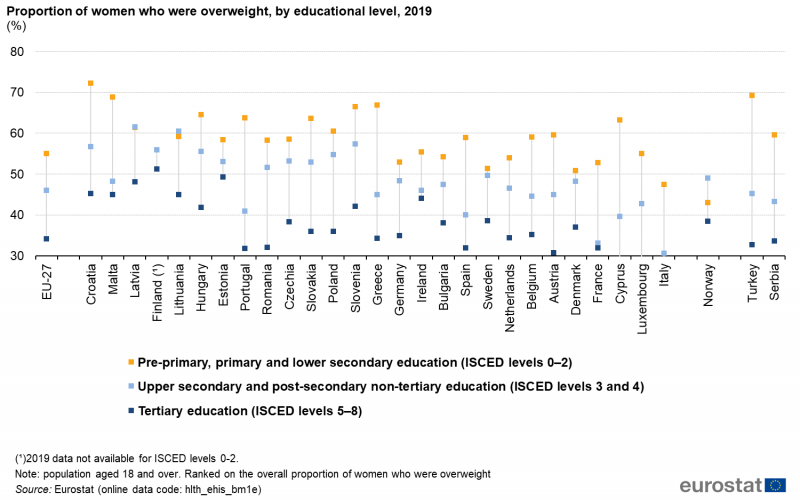 Proportion of women who were overweight, by educational level, 2019
(%)
80
70
60
50
40
30
EU-27
Croatia
Malta
Latvia
Finland (¹)
Lithuania
Hungary
Estonia
Portugal
Romania
Czechia
Slovakia
Poland
Slovenia
Greece
Germany
Ireland
Bulgaria
Spain
Sweden
Netherlands
Belgium
Austria
Denmark
France
Cyprus
Luxembourg
Italy
Norway
Turkey
Serbia
Pre-primary, primary and lower secondary education (ISCED levels 0–2)
Upper secondary and post-secondary non-tertiary education (ISCED levels 3 and 4)
Tertiary education (ISCED levels 5–8)
(¹)2019 data not available for ISCED levels 0-2.
Note: population aged 18 and over. Ranked on the overall proportion of women who were overweight
Source: Eurostat (online data code: hlth_ehis_bm1e)
eurostat